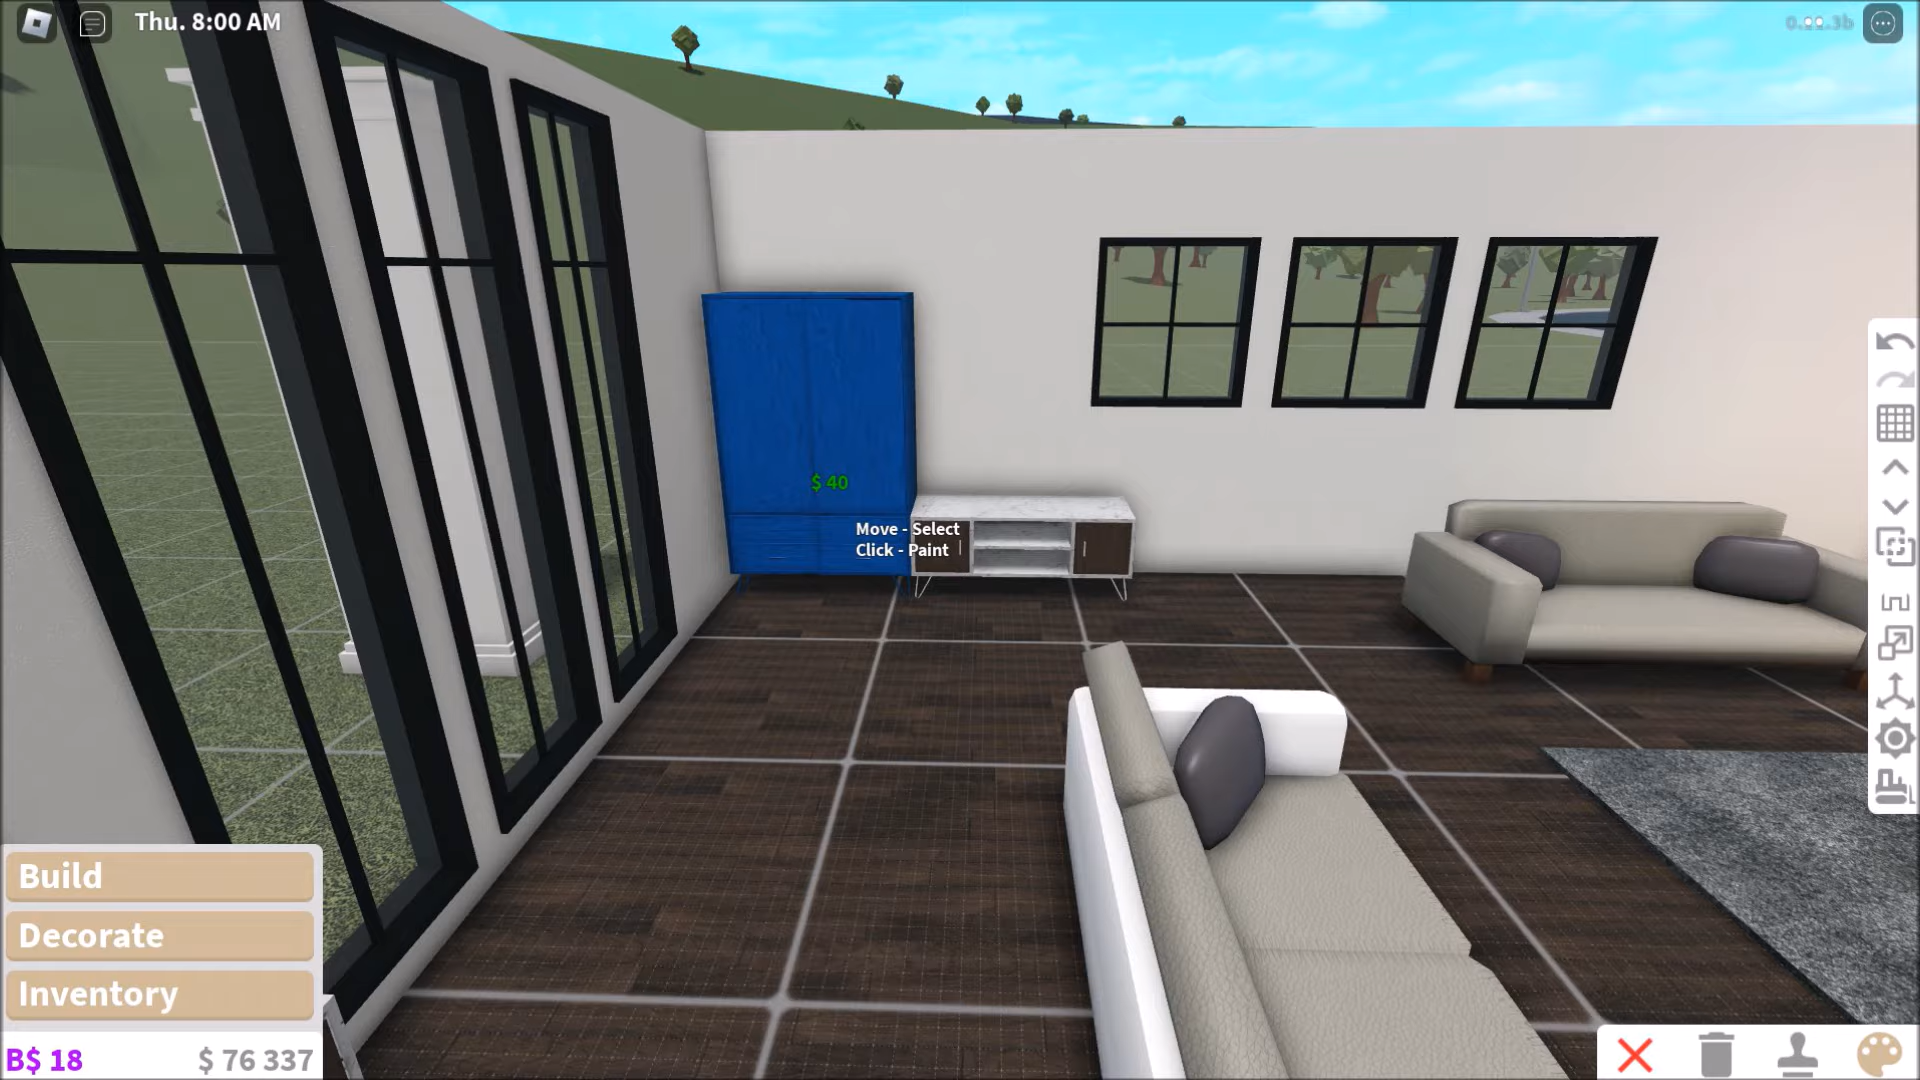 Thu. 8:00 AM
$ 40
Move - Select
Click - Paint
Build
Decorate
Inventory
B$ 18
$ 76 337